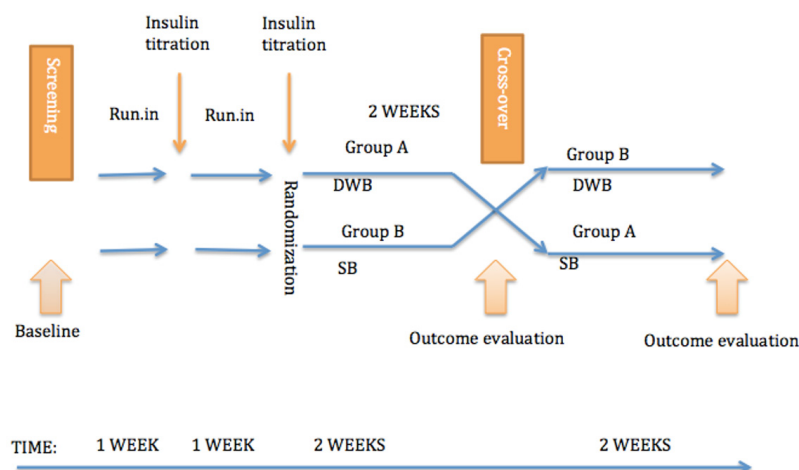 Insulin
titration
Insulin
titration
Screening
Cross-over
Run.in
Run.in
2 WEEKS
Group A
DWB
Group B
DWB
Randomization
Group B
SB
Group A
SB
Baseline
Outcome evaluation
Outcome evaluation
TIME:
1 WEEK
1 WEEK
2 WEEKS
2 WEEKS